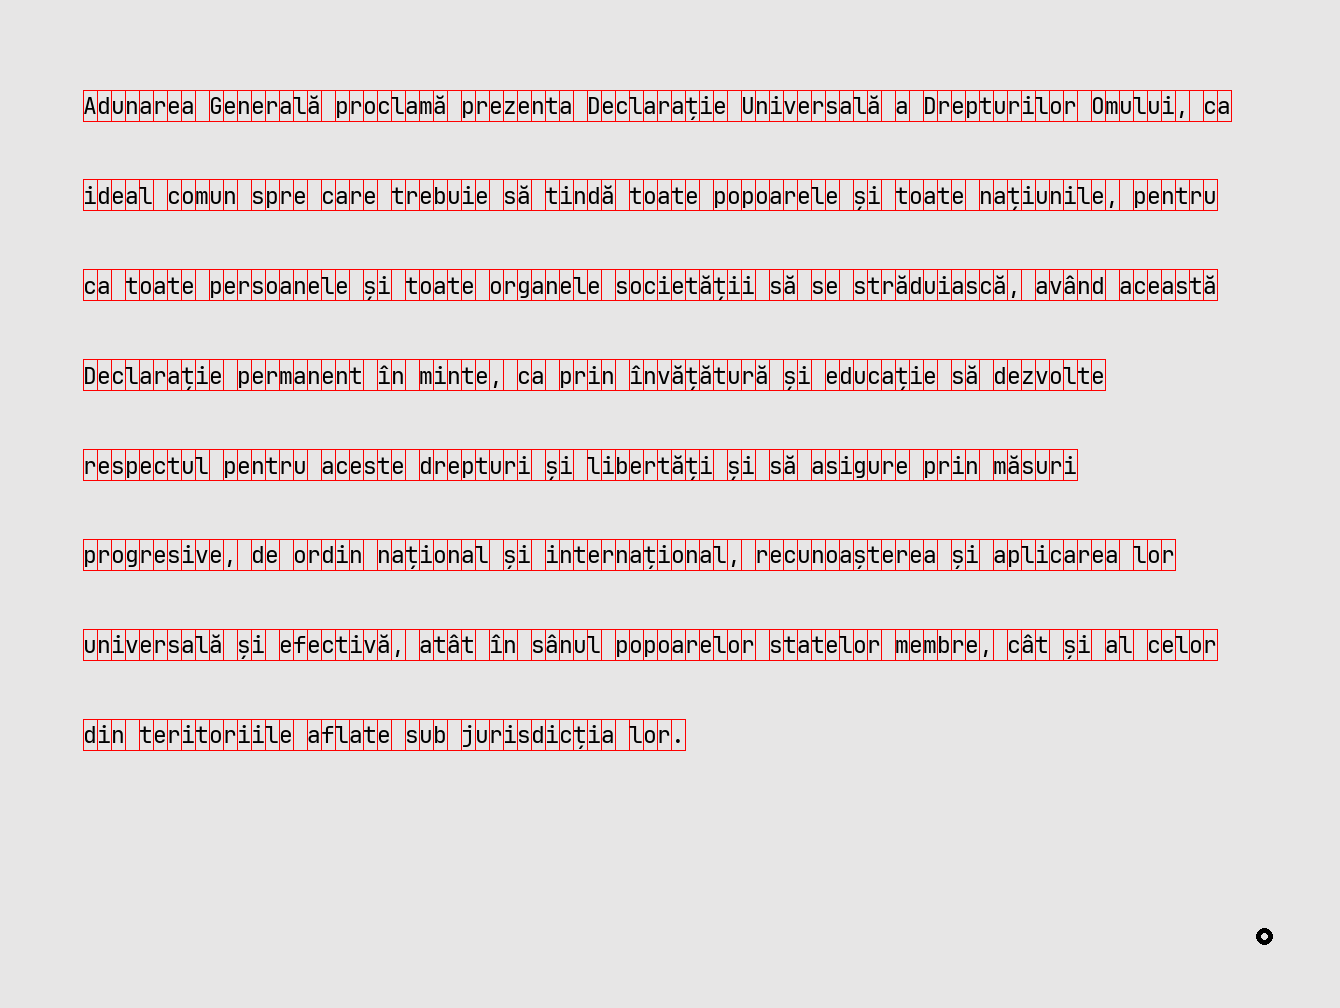 Adunarea Generală proclamă prezenta Declarație Universală a Drepturilor Omului, ca
ideal comun spre care trebuie să tindă toate popoarele și toate națiunile, pentru
ca toate persoanele și toate organele societății să se străduiască, având această
Declarație permanent în minte, ca prin învățătură și educație să dezvolte
respectul pentru aceste drepturi și libertăți și să asigure prin măsuri
progresive, de ordin național și internațional, recunoașterea și aplicarea lor
universală și efectivă, atât în sânul popoarelor statelor membre, cât și al celor
din teritoriile aflate sub jurisdicția lor.